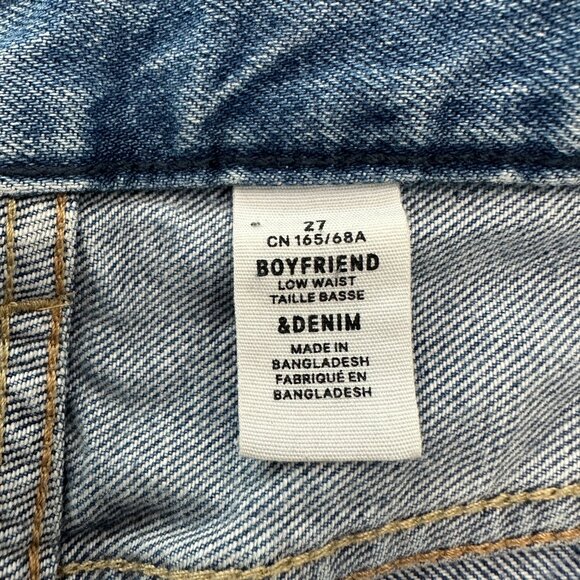 27
CN 165/68A
BOYFRIEND
LOW WAIST
TAILLE BASSE
&DENIM
MADE IN
BANGLADESH
FABRIQUÉ EN
BANGLADESH